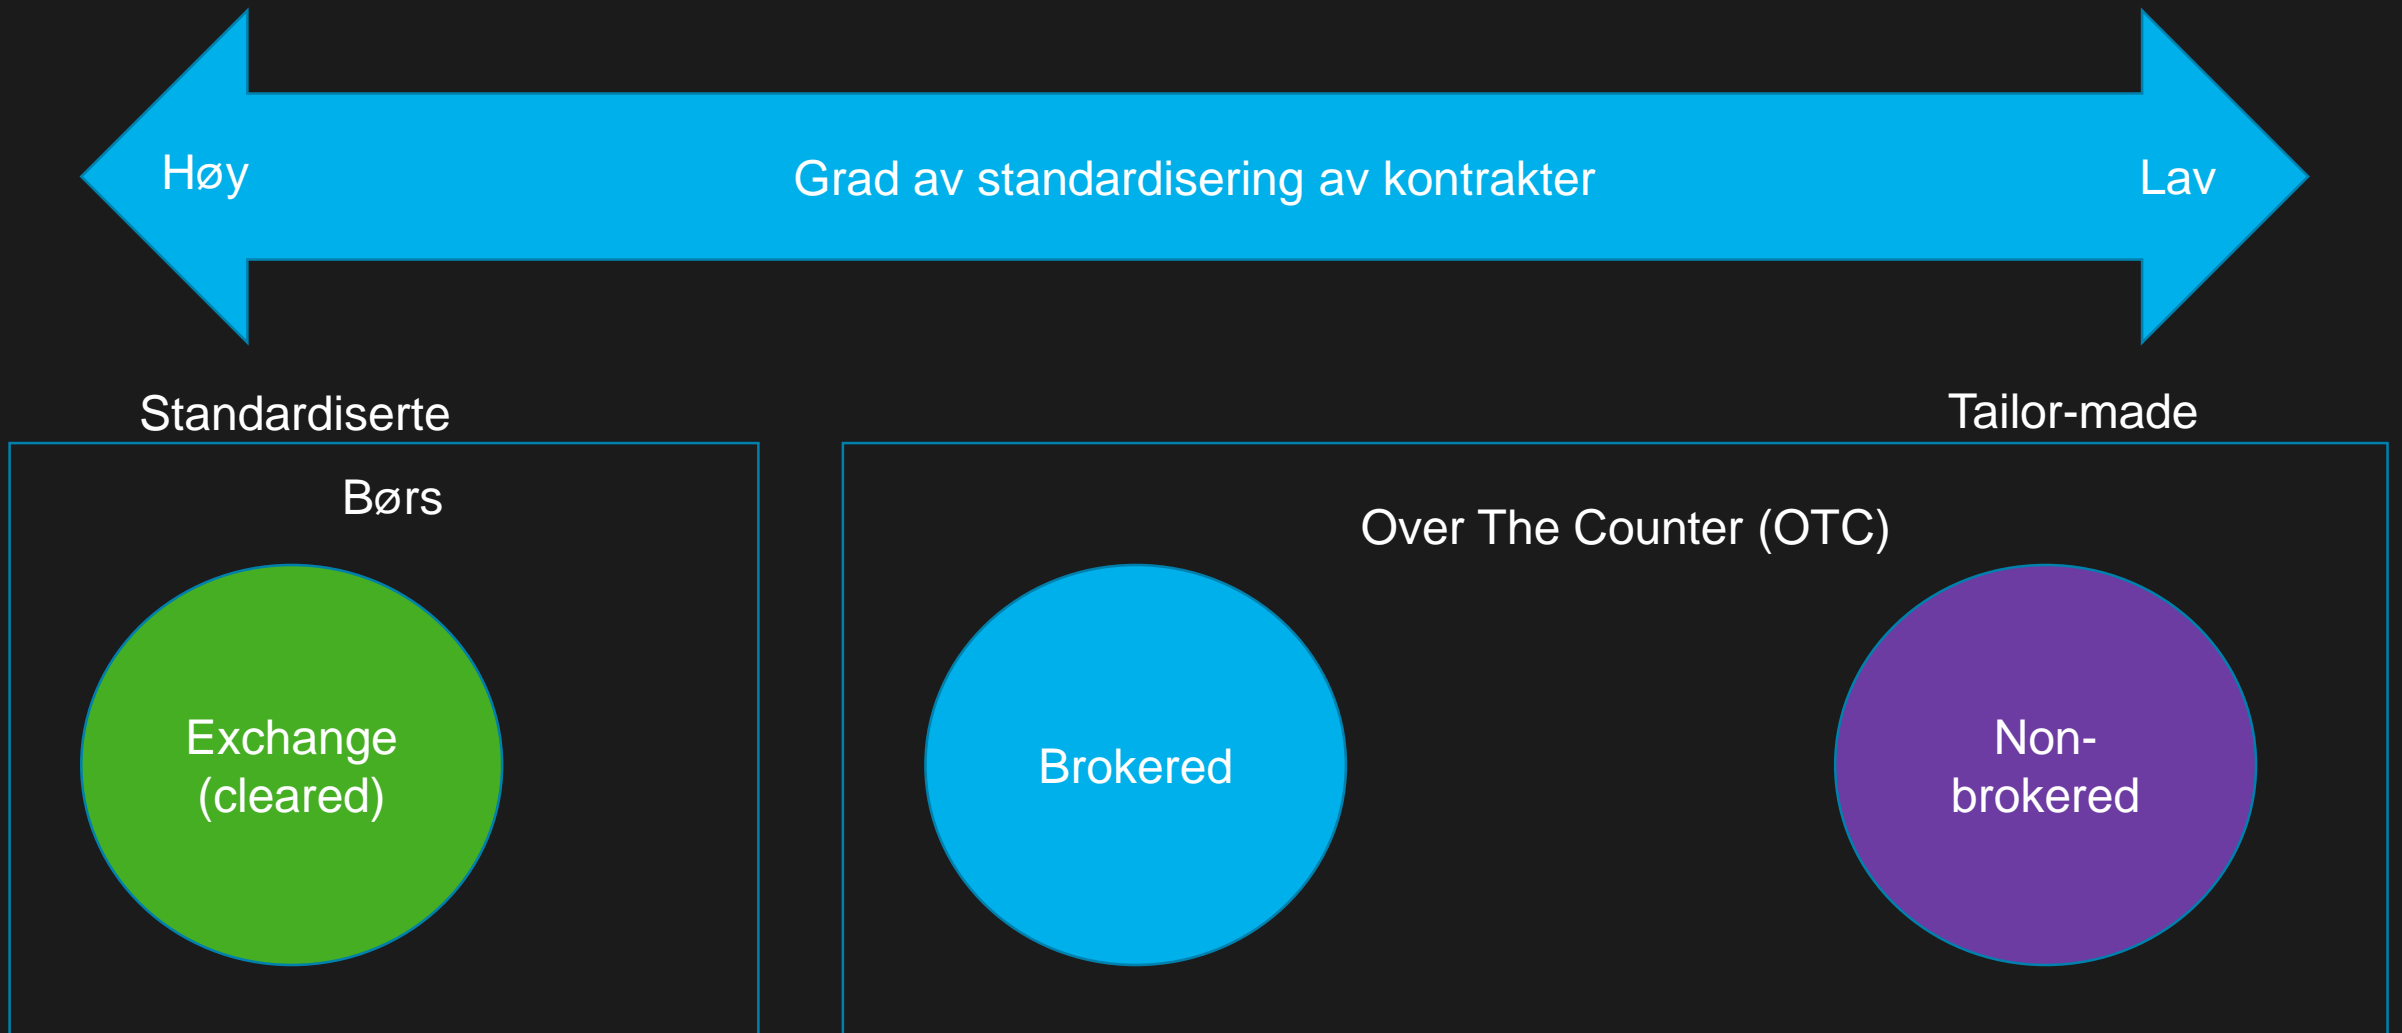 Høy
Grad av standardisering av kontrakter
Lav
Standardiserte
Tailor-made
Børs
Over The Counter (OTC)
Exchange
(cleared)
Brokered
Non-
brokered